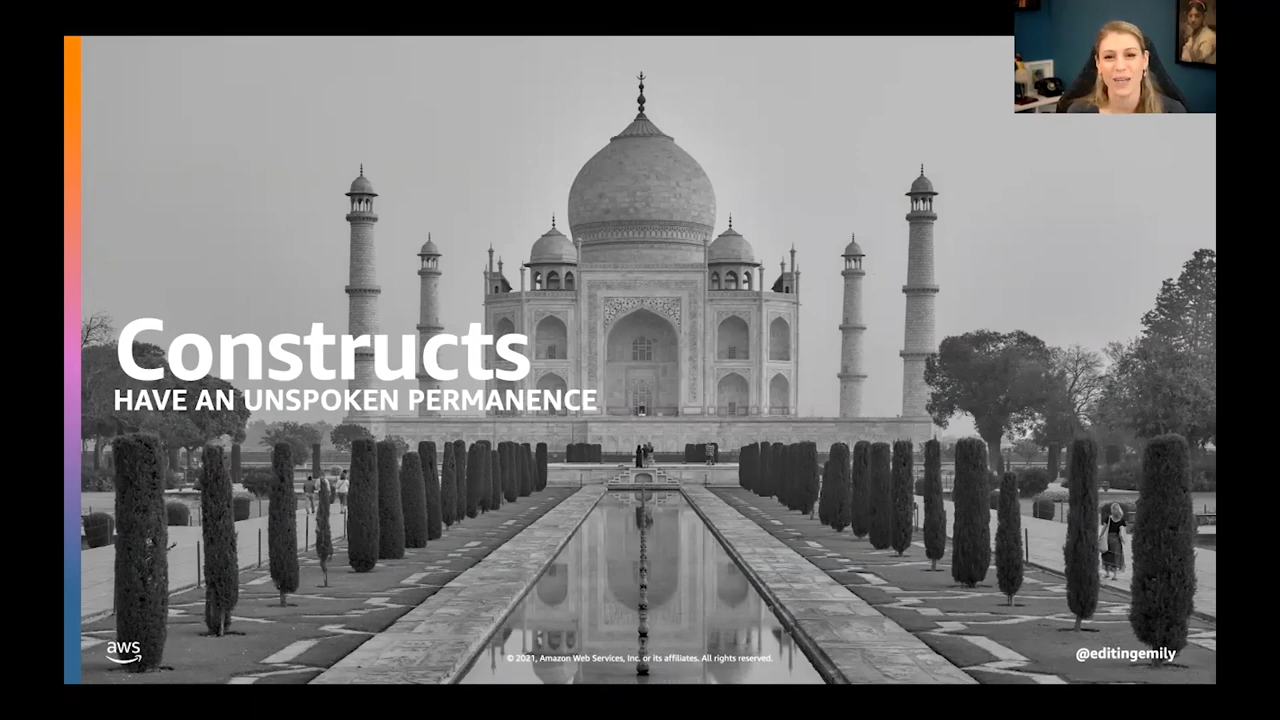 Constructs
HAVE AN UNSPOKEN PERMANENCE
aws
© 2021, Amazon Web Services, Inc. or its affiliates. All rights reserved.
@editingemily